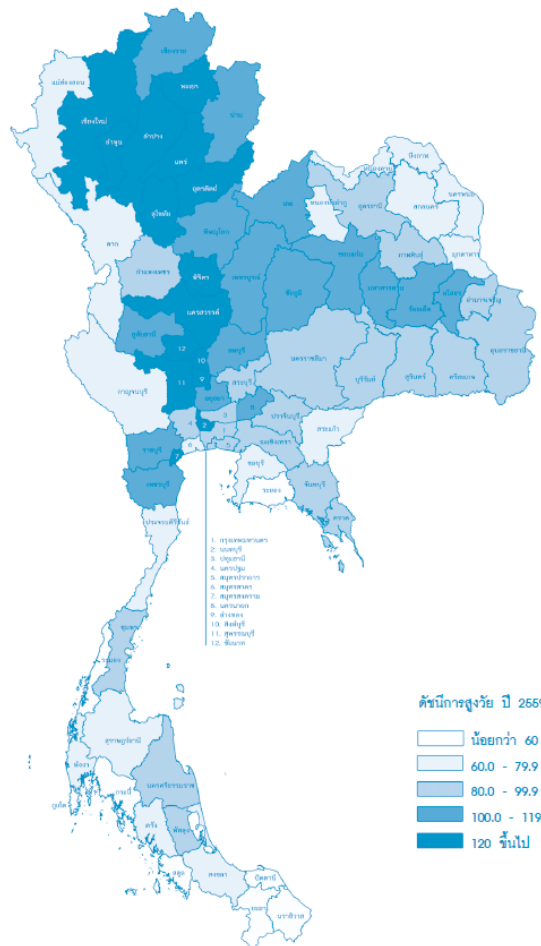 เชียงราย
แม่ฮ่องสอน
พะเยา
เชียงใหม่
น่าน
ลำปาง
ลำพูน
แพร่
อุตรดิตถ์
บึงกาฬ
หนองคาย
เลย
นครพนม
สุโขทัย
หนองบัวลำภู
อุดรธานี
สกลนคร
ตาก
พิษณุโลก
มุกดาหาร
กำแพงเพชร
พิจิตร
เพชรบูรณ์
ขอนแก่น
กาฬสินธุ์
ชัยภูมิ
มหาสารคาม
ร้อยเอ็ด
ยโสธร
อำนาจเจริญ
นครสวรรค์
อุทัยธานี
12
10
ลพบุรี
นครราชสีมา
บุรีรัมย์
สุรินทร์
ศรีสะเกษ
อุบลราชธานี
กาญจนบุรี
11
9
สระบุรี
อยุธยา
8
ปราจีนบุรี
สระแก้ว
4
3
2
1
ฉะเชิงเทรา
6
5
ราชบุรี
7
ชลบุรี
เพชรบุรี
ระยอง
จันทบุรี
ตราด
ประจวบคีรีขันธ์
1. กรุงเทพมหานคร
2. นนทบุรี
3. ปทุมธานี
4. นครปฐม
5. สมุทรปราการ
6. สมุทรสาคร
7. สมุทรสงคราม
8. นครนายก
9. อ่างทอง
10. สิงห์บุรี
11. สุพรรณบุรี
12. ชัยนาท
ชุมพร
ระนอง
สุราษฎร์ธานี
พังงา
ภูเก็ต
กระบี่
นครศรีธรรมราช
ตรัง
พัทลุง
สตูล
สงขลา
ปัตตานี
ยะลา
นราธิวาส
ดัชนีการสูงวัย ปี 2559
น้อยกว่า 60
60.0 - 79.9
80.0 - 99.9
100.0 - 119
120 ขึ้นไป